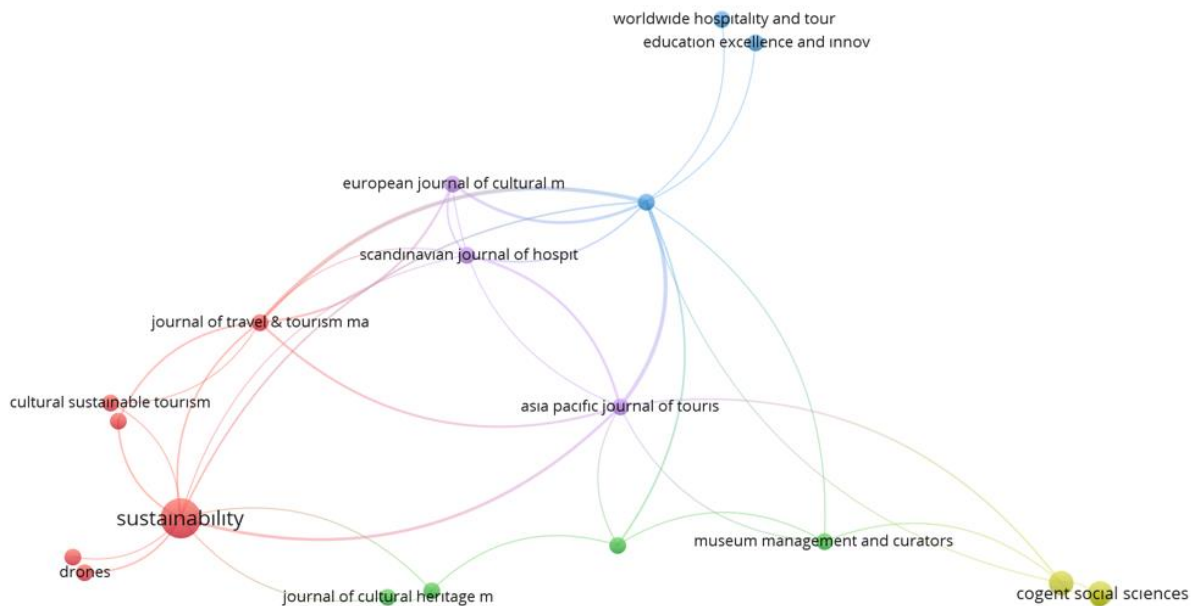 worldwide hospitality and tour
education excellence and innov
european journal of cultural m
scandinavian journal of hospit
journal of travel & tourism ma
cultural sustainable tourism
asia pacific journal of touris
sustainability
museum management and curators
drones
journal of cultural heritage m
cogent social sciences